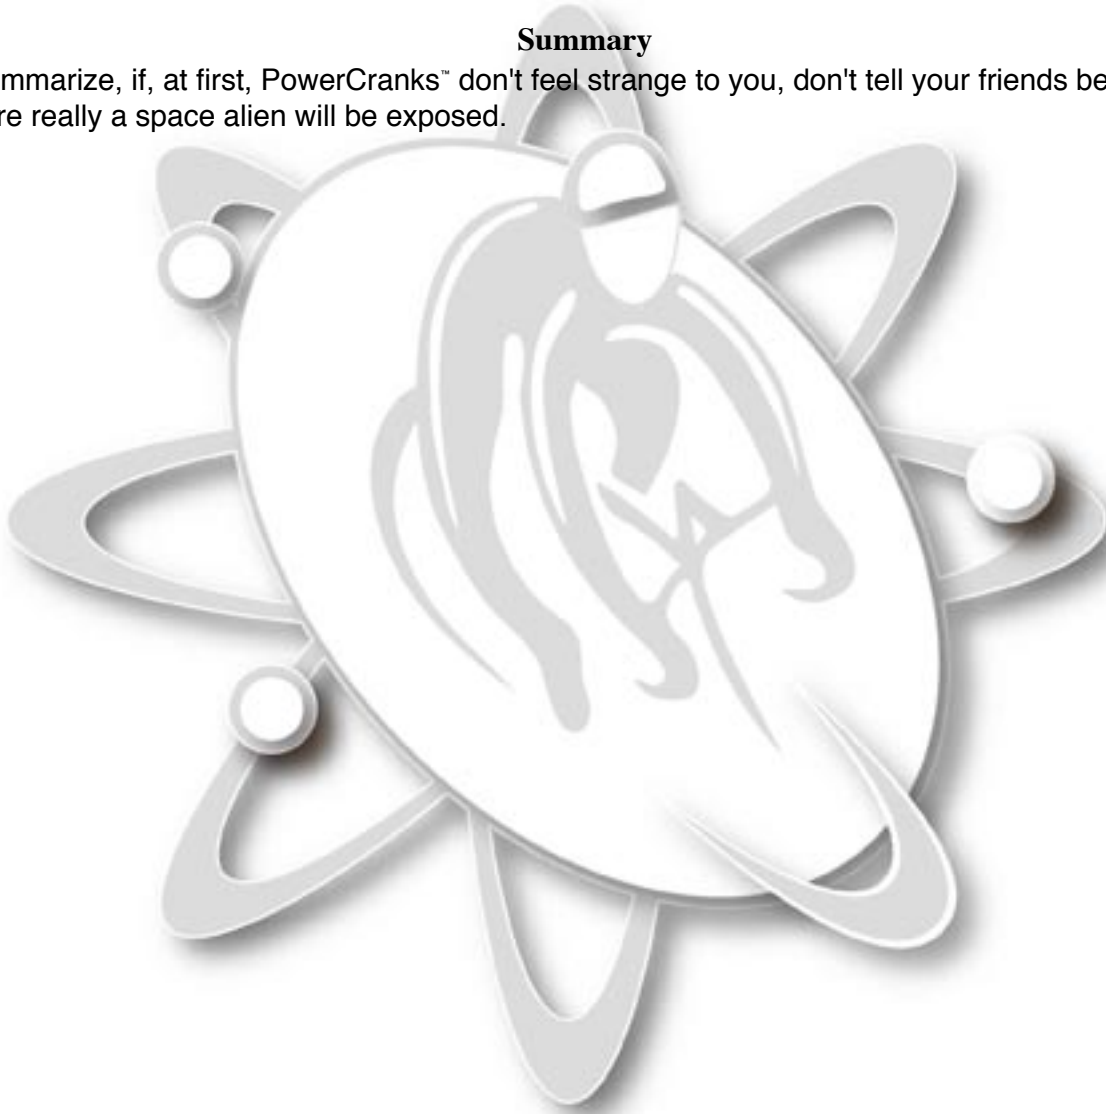 Summary
mmarize, if, at first, PowerCranks™ don't feel strange to you, don't tell your friends be
re really a space alien will be exposed.